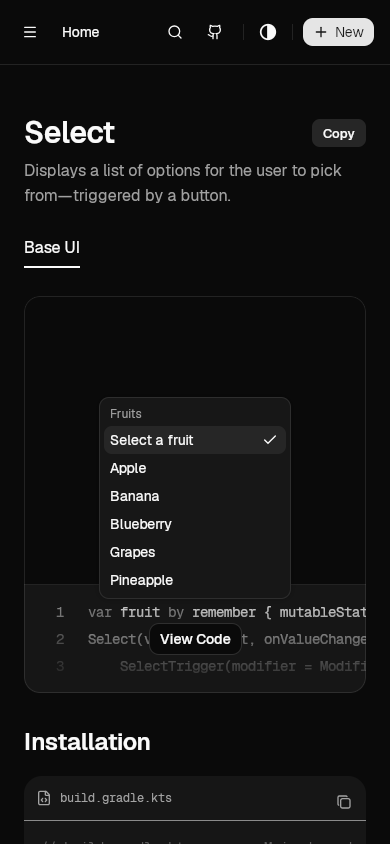 Home
New
Select
Copy
Displays a list of options for the user to pick
from—triggered by a button.
Base UI
Fruits
Select a fruit
Apple
Banana
Blueberry
Grapes
Pineapple
1 var fruit by remember { mutableStat
2 Select(v t, onValueChange
View Code
3 SelectTrigger(modifier = Modifi
Installation
build.gradle.kts